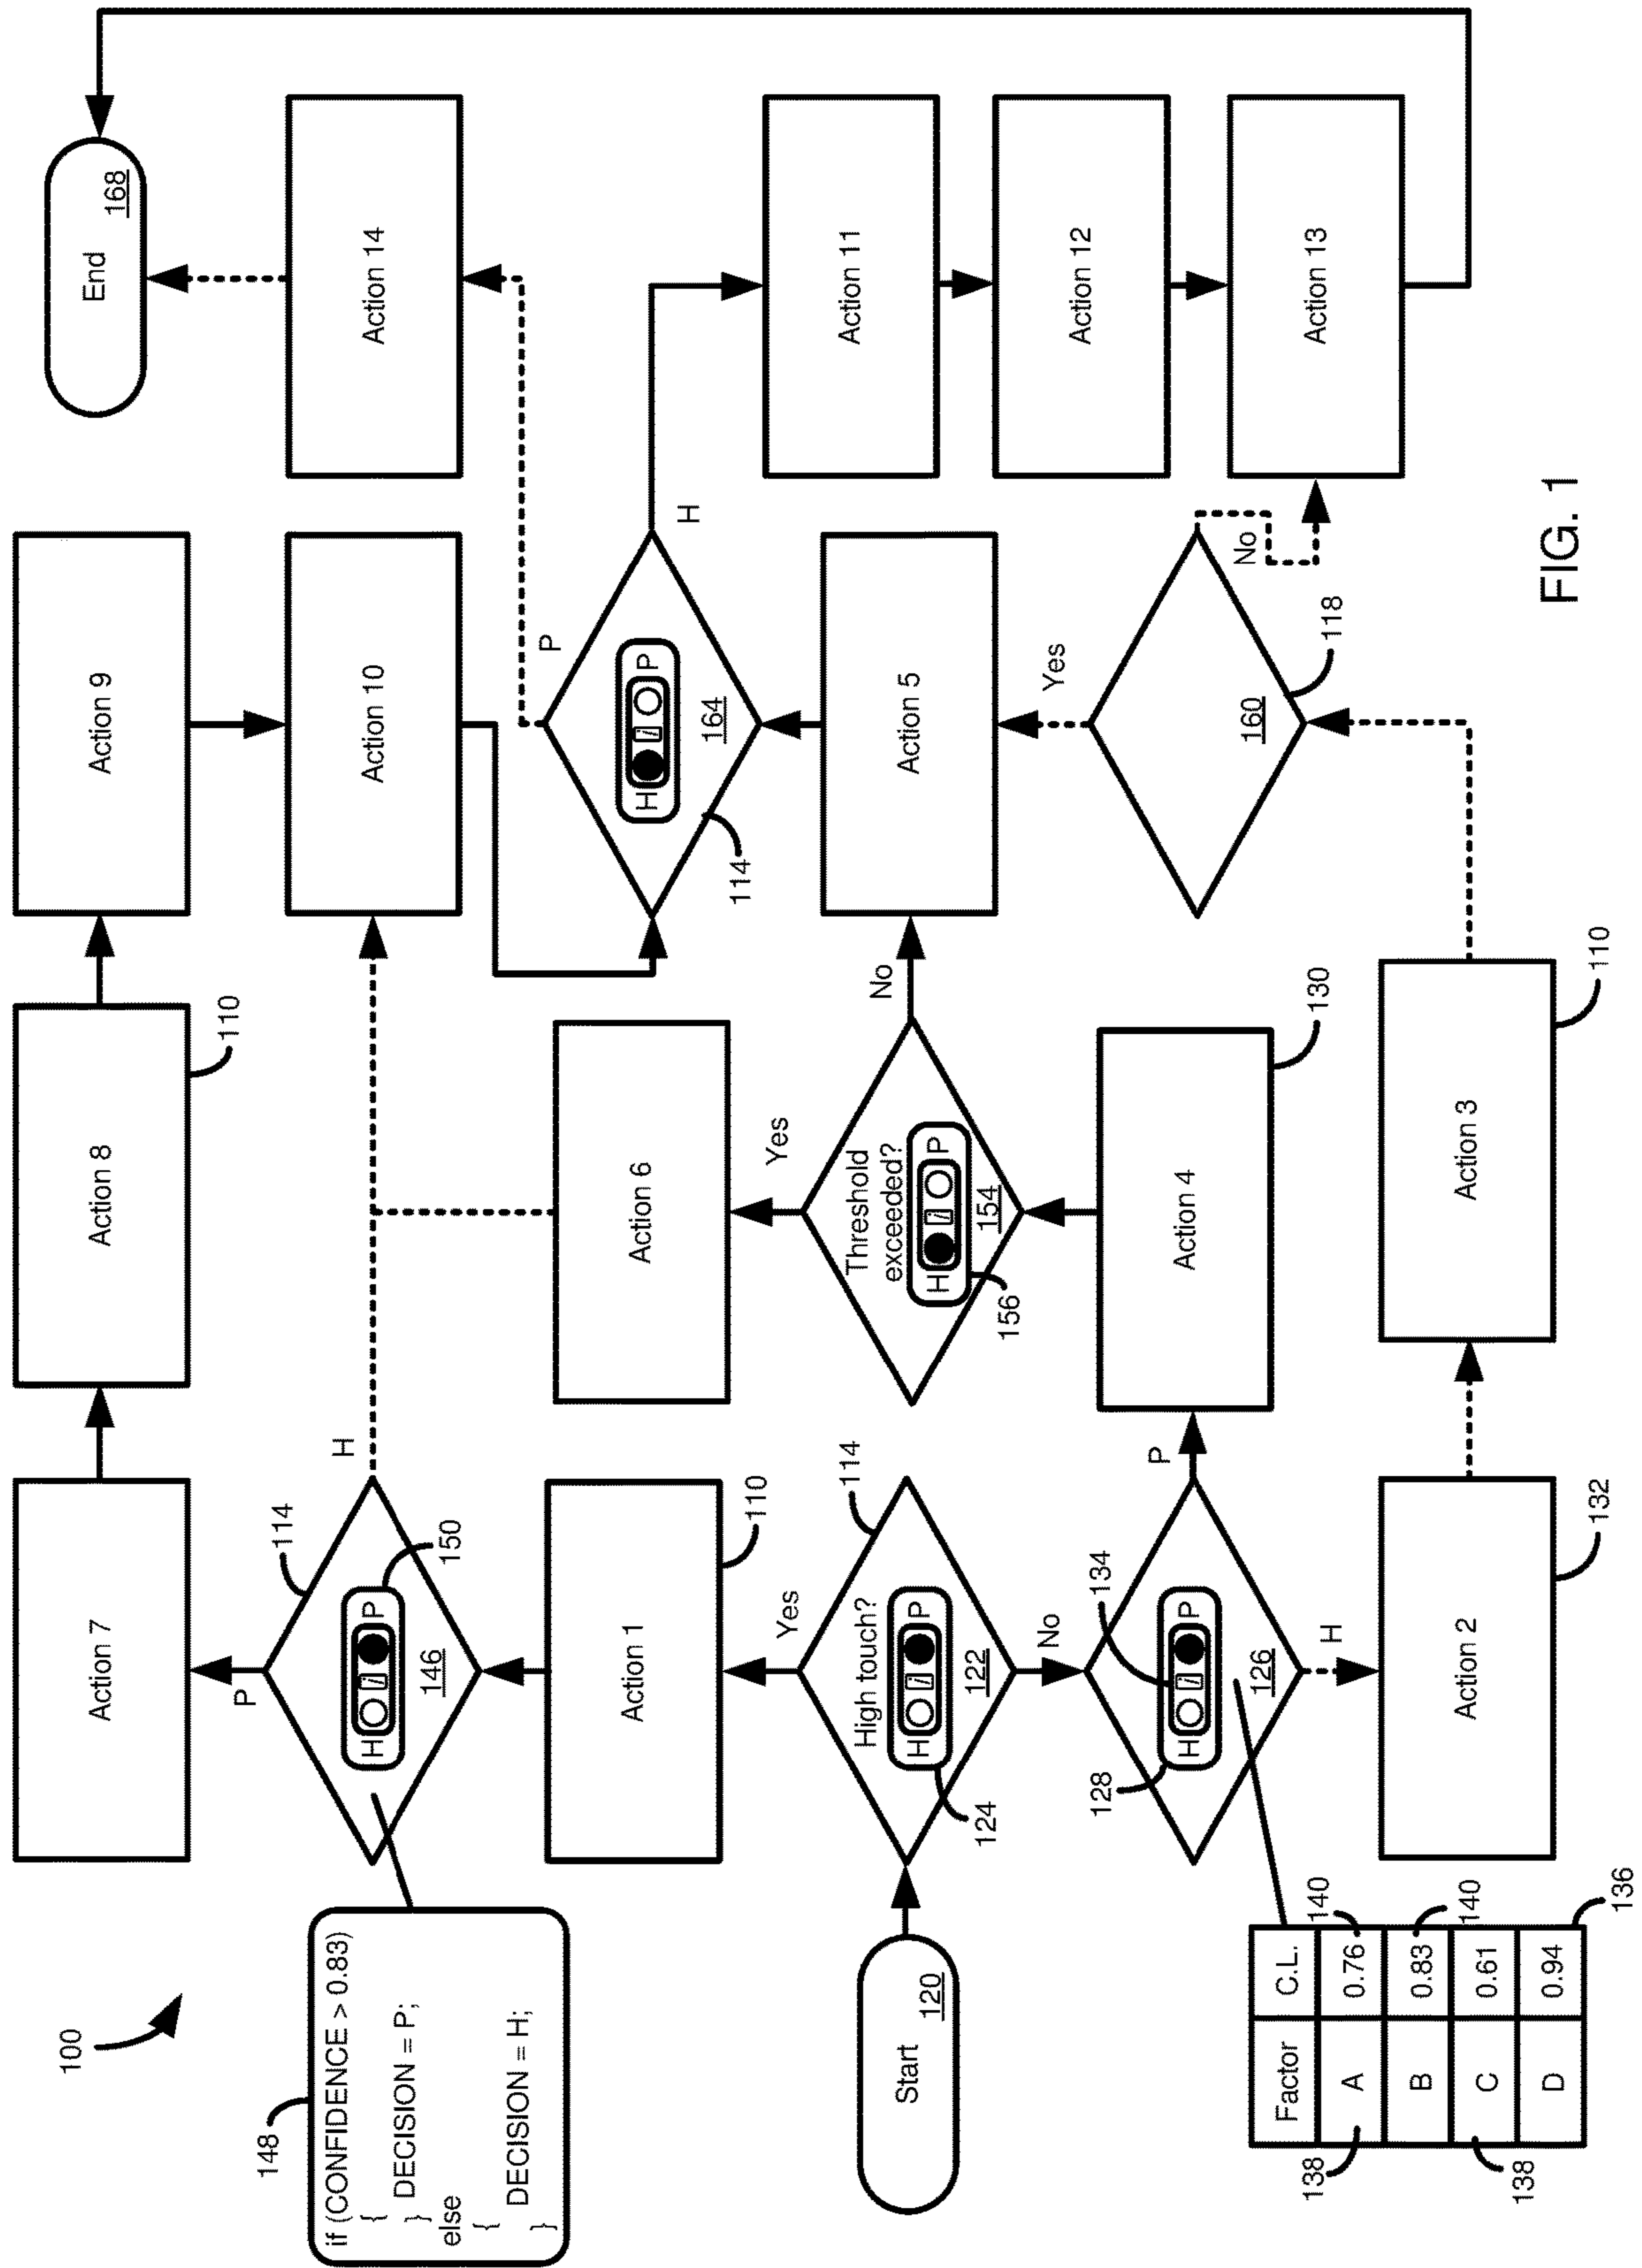 100
148
if (CONFIDENCE > 0.83)
{
DECISION = P;
}
else
{
DECISION = H;
}
Action 7
Action 8
110
Action 9
End
168
P
114
H i P
146
150
H
Action 10
Action 14
Action 1
110
Action 6
P
H i P
164
114
H
Yes
Yes
Start
120
High touch?
H i P
122
124
114
Threshold
exceeded?
H i P
154
156
No
Action 5
Action 11
No
134
128
H i P
126
P
Action 4
130
Yes
160
118
No
Action 12
H
Factor C.L.
A 0.76
B 0.83
C 0.61
D 0.94
138
138
140
140
136
Action 2
132
Action 3
110
Action 13
FIG. 1